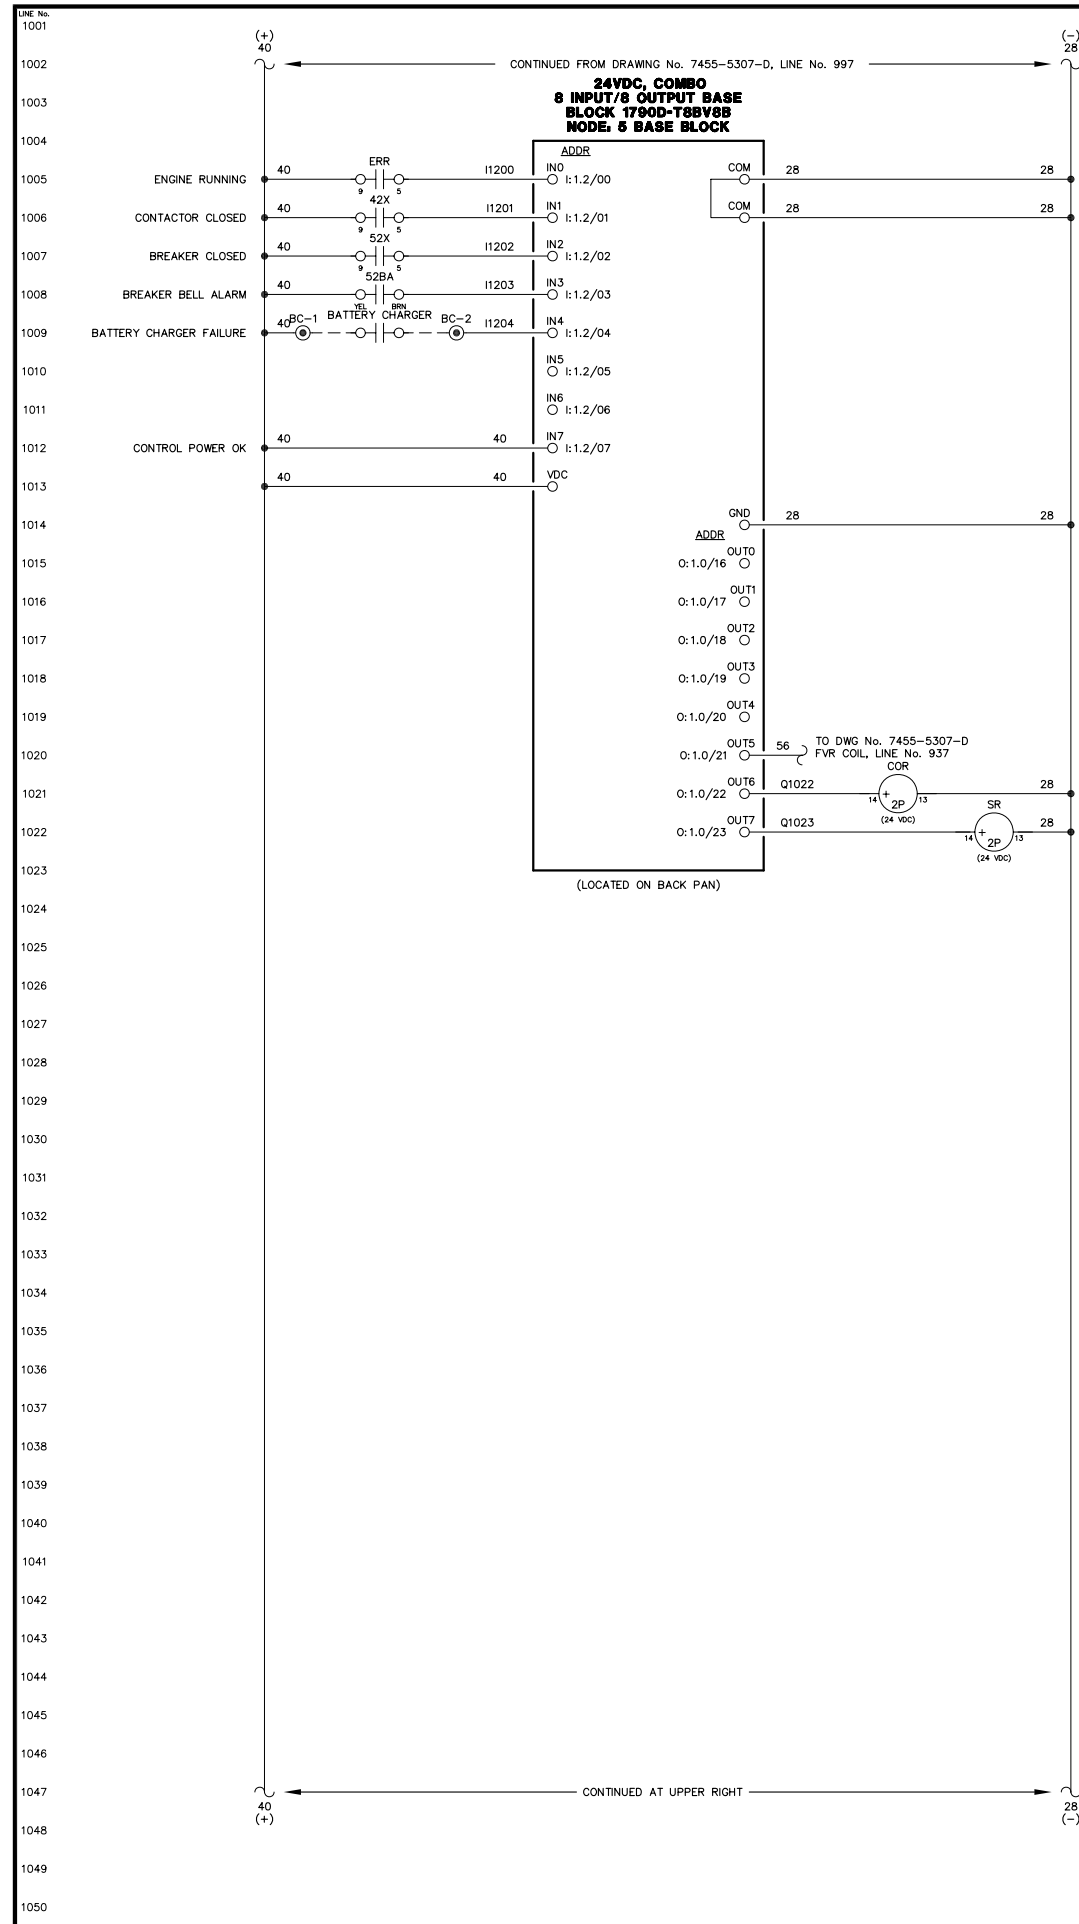 LINE No.
1001
(+) (-)
40 28
1002 CONTINUED FROM DRAWING No. 7455-5307-D, LINE No. 997
24VDC, COMBO
1003 8 INPUT/8 OUTPUT BASE
BLOCK 1790D-T8BV8B
NODE: 5 BASE BLOCK
1004
ADDR
ERR
1005 ENGINE RUNNING 40 9 5 I1200 IN0 I:1.2/00 COM 28 28
42X
1006 CONTACTOR CLOSED 40 9 5 I1201 IN1 I:1.2/01 COM 28 28
52X
1007 BREAKER CLOSED 40 9 5 I1202 IN2 I:1.2/02
52BA
1008 BREAKER BELL ALARM 40 I1203 IN3 I:1.2/03
YEL BRN
BC-1 BATTERY CHARGER BC-2
1009 BATTERY CHARGER FAILURE 40 I1204 IN4 I:1.2/04
1010 IN5 I:1.2/05
1011 IN6 I:1.2/06
1012 CONTROL POWER OK 40 40 IN7 I:1.2/07
1013 40 40 VDC
1014 GND 28 28
ADDR
1015 O:1.0/16 OUT0
1016 O:1.0/17 OUT1
1017 O:1.0/18 OUT2
1018 O:1.0/19 OUT3
1019 O:1.0/20 OUT4
1020 O:1.0/21 OUT5 56 TO DWG No. 7455-5307-D
FVR COIL, LINE No. 937
COR
1021 O:1.0/22 OUT6 Q1022 14 + 2P 13 28
(24 VDC)
SR
1022 O:1.0/23 OUT7 Q1023 14 + 2P 13 28
(24 VDC)
1023
(LOCATED ON BACK PAN)
1024
1025
1026
1027
1028
1029
1030
1031
1032
1033
1034
1035
1036
1037
1038
1039
1040
1041
1042
1043
1044
1045
1046
1047 CONTINUED AT UPPER RIGHT
40 28
(+) (-)
1048
1049
1050